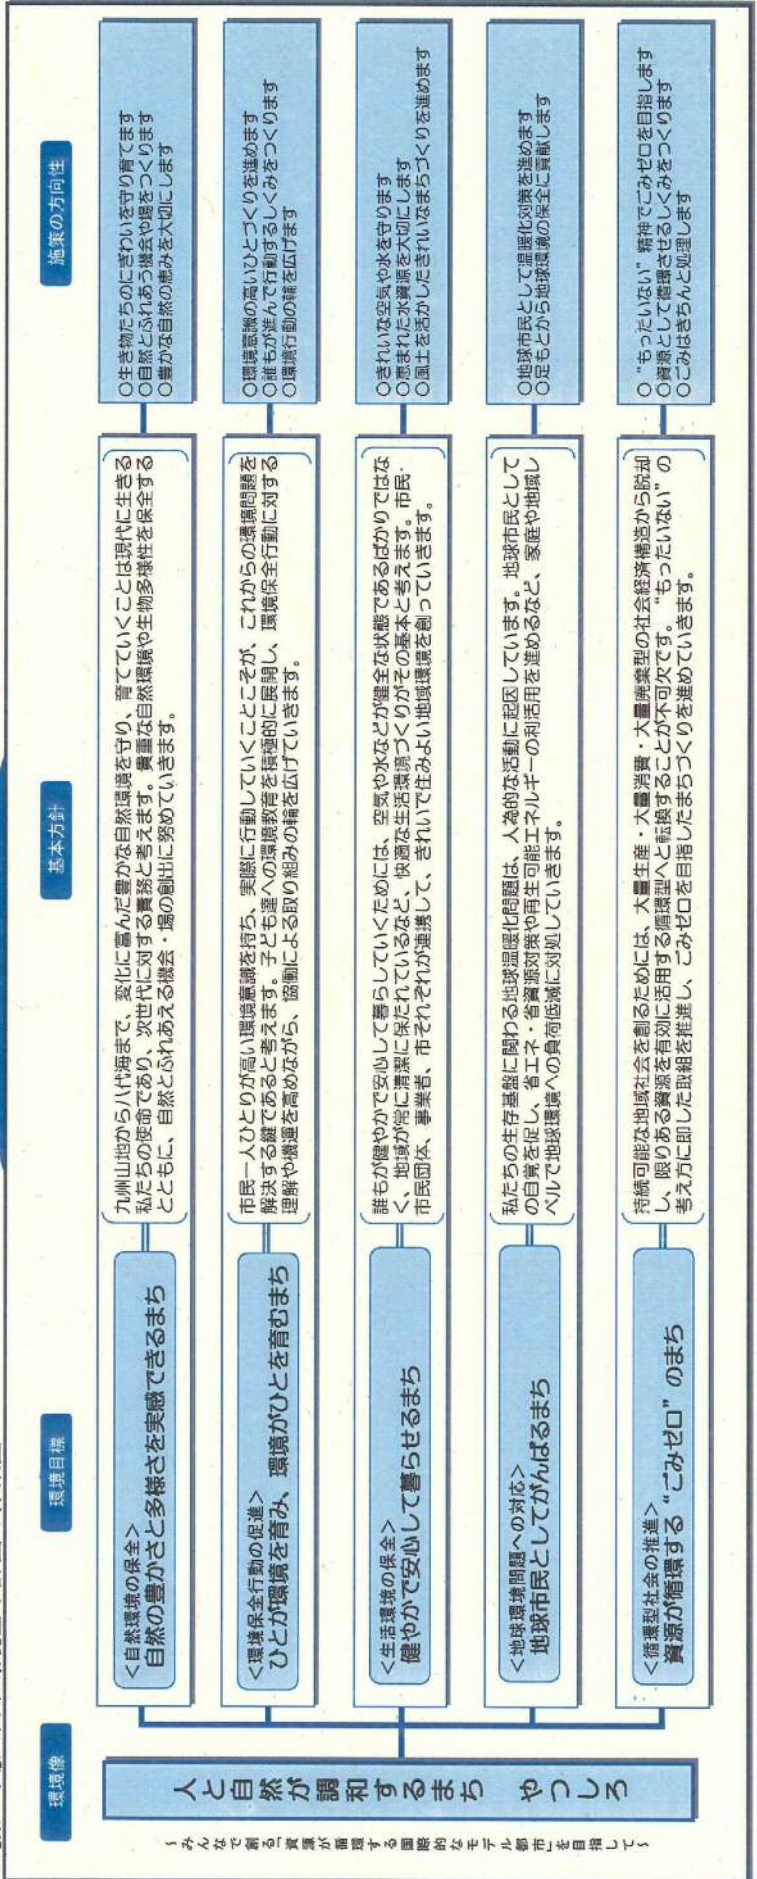 環境像
環境目標
基本方針
施策の方向性
~みんなで創る「資源が循環する国際的なモデル都市」を目指して~
人と自然が調和するまち やつしろ
<自然環境の保全>
自然の豊かさと多様さを実感できるまち
九州山地から八代海まで、変化に富んだ豊かな自然環境を守り、育てていくことは現代に生きる
私たちの使命であり、次世代に対する責務と考えます。貴重な自然環境や生物多様性を保全する
とともに、自然とふれあえる機会・場の創出に努めていきます。
○生き物たちのにぎわいを守り育てます
○自然とふれあう機会や場をつくります
○豊かな自然の恵みを大切にします
<環境保全行動の促進>
ひとが環境を育み、環境がひとを育むまち
市民一人ひとりが高い環境意識を持ち、実際に行動していくことこそが、これからの環境問題を
解決する鍵であると考えます。子ども達への環境教育を積極的に展開し、環境保全行動に対する
理解や機運を高めながら、協働による取り組みの輪を広げていきます。
○環境意識の高いひとづくりを進めます
○誰もが進んで行動するしくみをつくります
○環境行動の輪を広げます
<生活環境の保全>
健やかで安心して暮らせるまち
誰もが健やかで安心して暮らしていくためには、空気や水などが健全な状態であるばかりではな
く、地域が常に清潔に保たれているなど、快適な生活環境づくりがその基本と考えます。市民・
市民団体、事業者、市それぞれが連携して、きれいで住みよい地域環境を創っていきます。
○きれいな空気や水を守ります
○恵まれた水資源を大切にします
○風土を活かしたきれいなまちづくりを進めます
<地球環境問題への対応>
地球市民としてがんばるまち
私たちの生存基盤に関わる地球温暖化問題は、人為的な活動に起因しています。地球市民として
の自覚を促し、省エネ・省資源対策や再生可能エネルギーの利活用を進めるなど、家庭や地域レ
ベルで地球環境への負荷低減に対処していきます。
○地球市民として温暖化対策を進めます
○足もとから地球環境の保全に貢献します
<循環型社会の推進>
資源が循環する“ごみゼロ”のまち
持続可能な地域社会を創るためには、大量生産・大量消費・大量廃棄型の社会経済構造から脱却
し、限りある資源を有効に活用する循環型へと転換することが不可欠です。“もったいない”の
考え方に即した取組を推進し、ごみゼロを目指したまちづくりを進めていきます。
○“もったいない”精神でごみゼロを目指します
○資源として循環させるしくみをつくります
○ごみはきちんと処理します